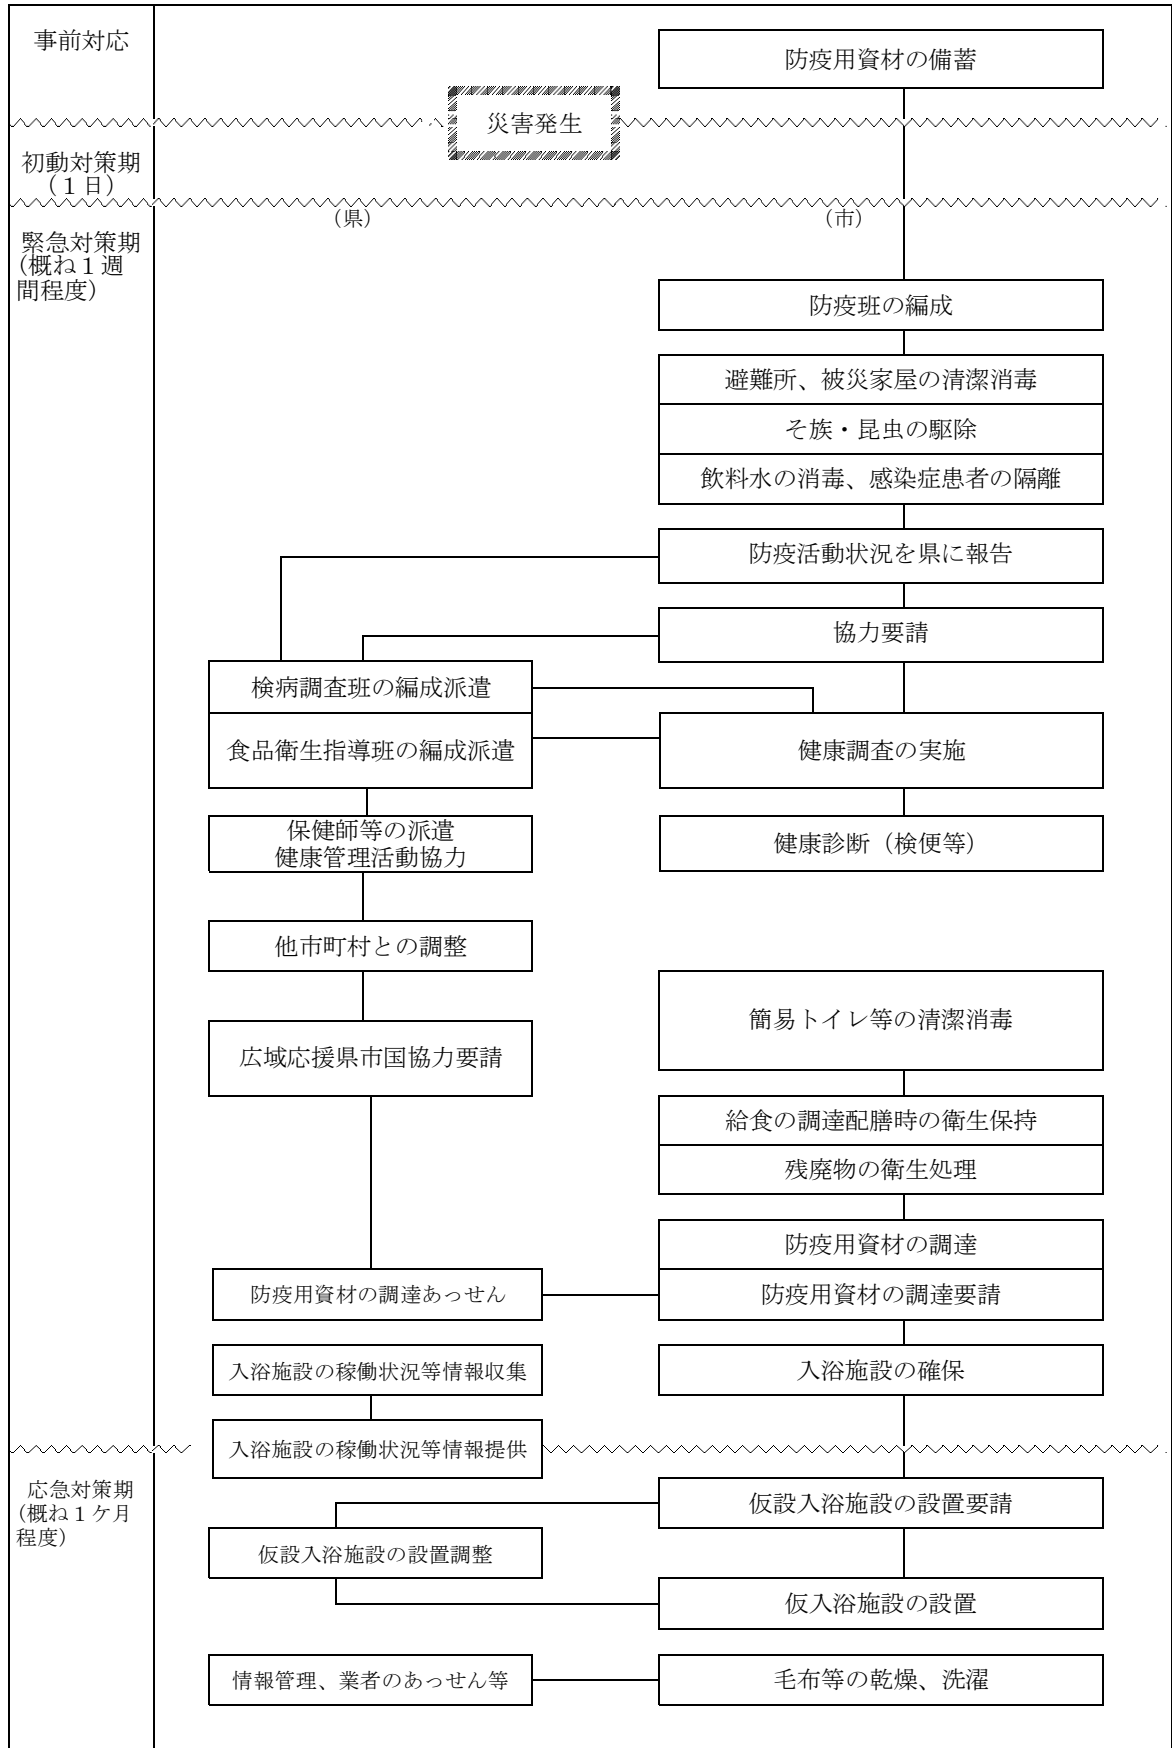 事前対応
防疫用資材の備蓄
災害発生
初動対策期
（１日）
（県）
（市）
緊急対策期
(概ね１週
間程度)
防疫班の編成
避難所、被災家屋の清潔消毒
そ族・昆虫の駆除
飲料水の消毒、感染症患者の隔離
防疫活動状況を県に報告
協力要請
検病調査班の編成派遣
食品衛生指導班の編成派遣
健康調査の実施
保健師等の派遣
健康管理活動協力
健康診断（検便等）
他市町村との調整
簡易トイレ等の清潔消毒
広域応援県市国協力要請
給食の調達配膳時の衛生保持
残廃物の衛生処理
防疫用資材の調達
防疫用資材の調達あっせん
防疫用資材の調達要請
入浴施設の稼働状況等情報収集
入浴施設の確保
入浴施設の稼働状況等情報提供
応急対策期
(概ね１ケ月
程度)
仮設入浴施設の設置要請
仮設入浴施設の設置調整
仮入浴施設の設置
情報管理、業者のあっせん等
毛布等の乾燥、洗濯